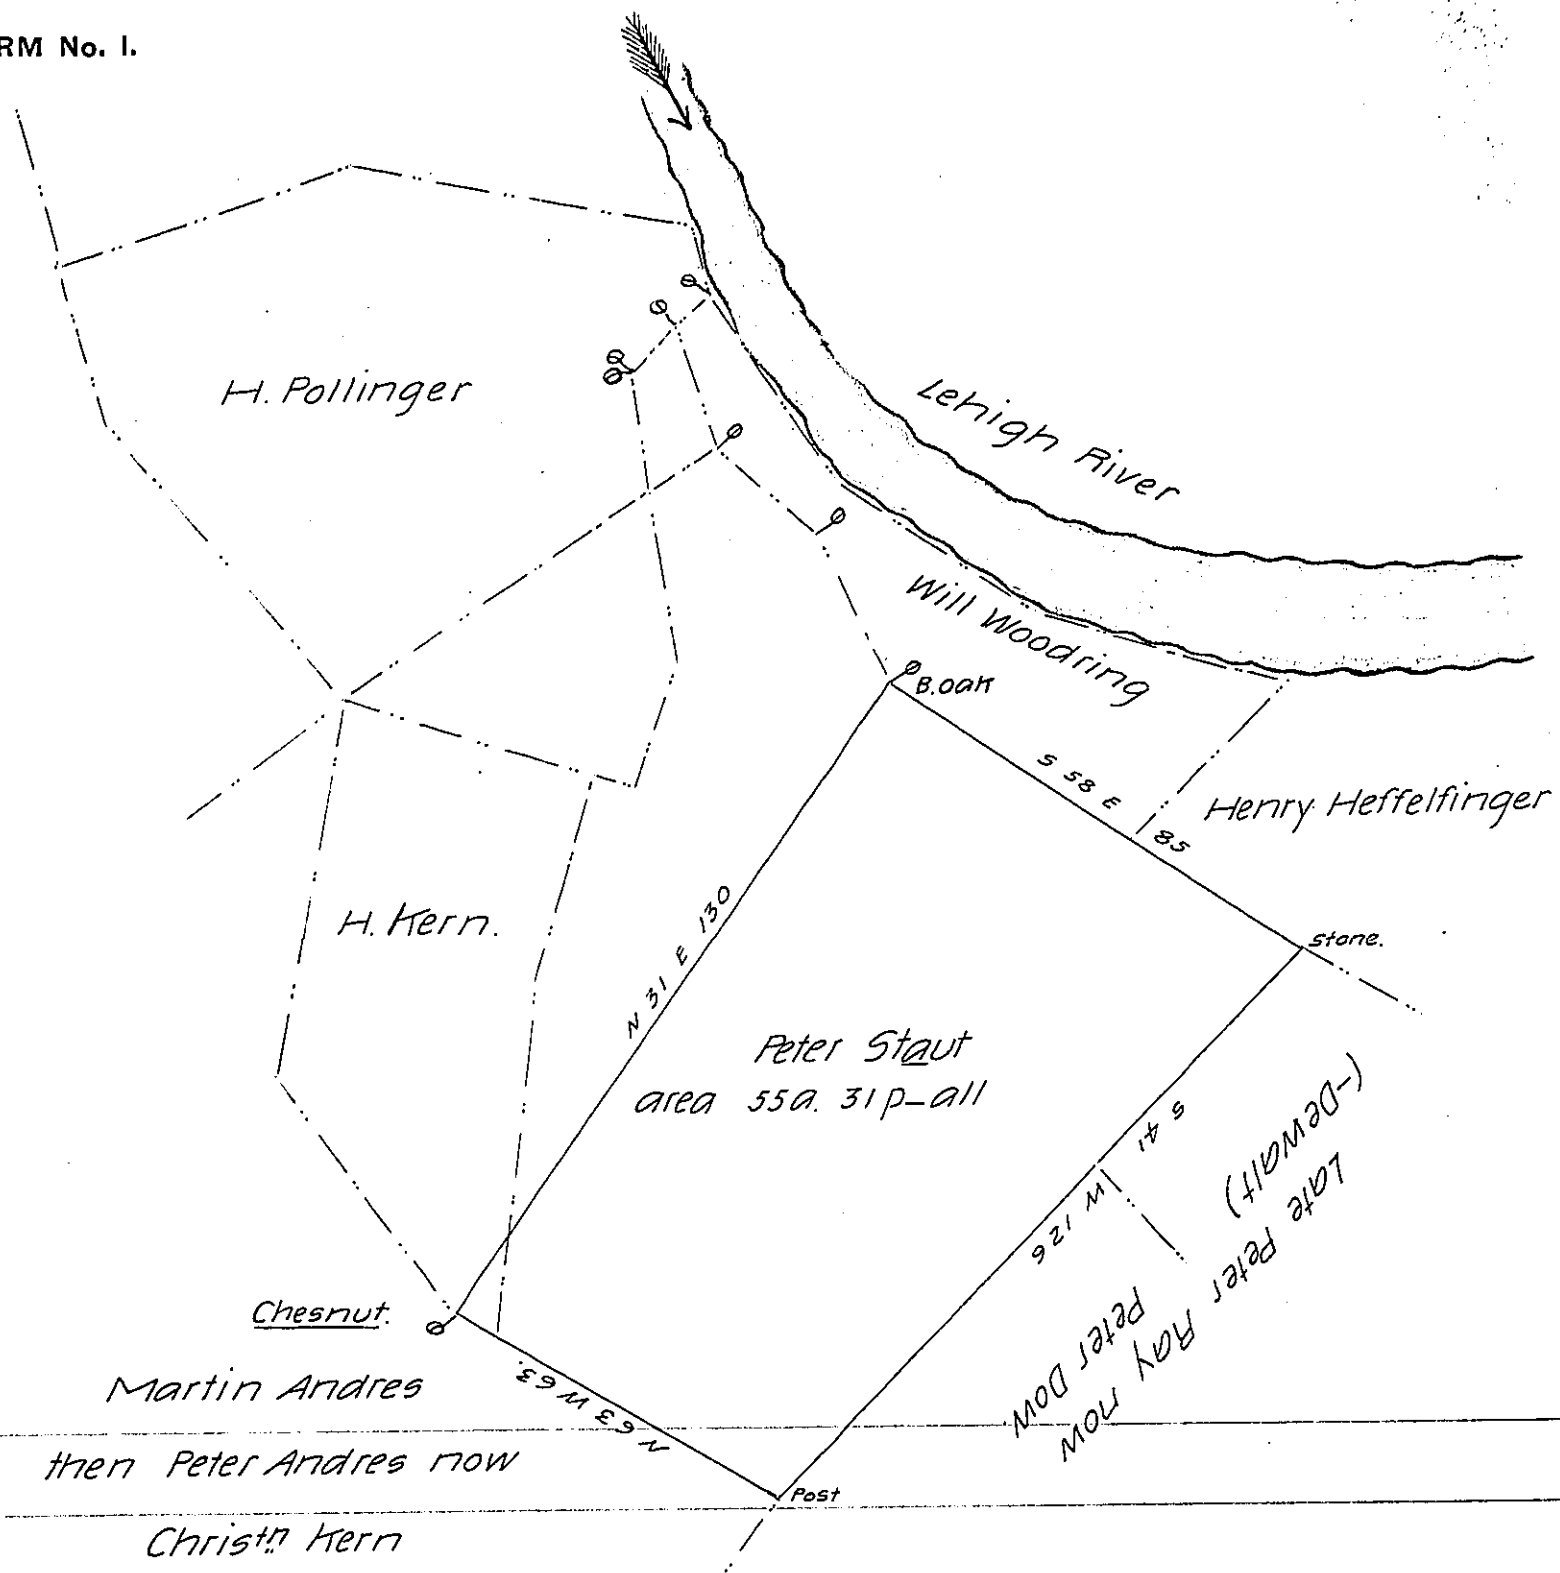 RM No. 1.
H. Pollinger
Lehigh River
Will Woodring
B. oak
S 58 E 85
Henry Heffelfinger
H. Kern.
N 31 E 130
Stone.
Peter Staut
area 55a. 31p_all
S 41 W 126
(-Dewalt)
Late Peter Ray now
Peter Dow
Chesnut.
N 63 W 63.
Martin Andres
then Peter Andres now
Post
Christn Kern